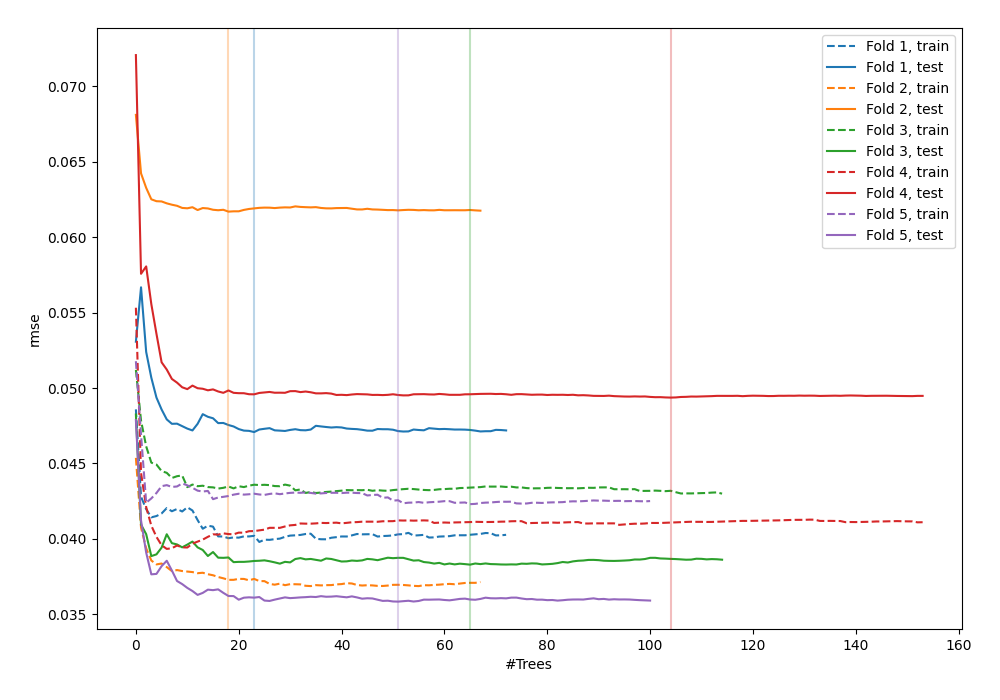 0.070
0.065
0.060
0.055
0.050
0.045
0.040
0.035
rmse
0 20 40 60 80 100 120 140 160
#Trees
Fold 1, train
Fold 1, test
Fold 2, train
Fold 2, test
Fold 3, train
Fold 3, test
Fold 4, train
Fold 4, test
Fold 5, train
Fold 5, test